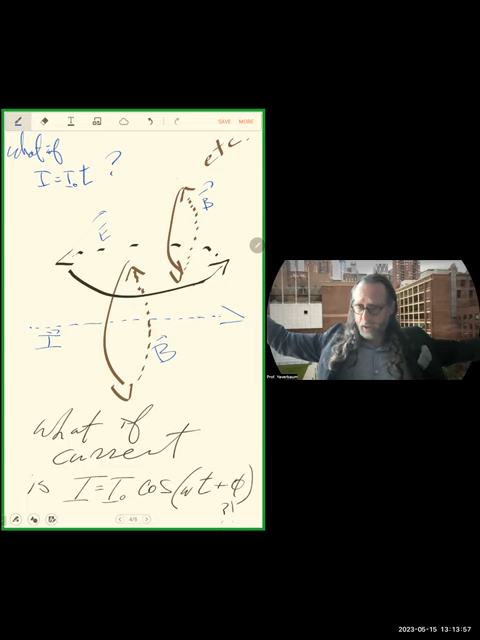 SAVE MORE
what if
I = I₀t ?
etc.
B
E
I
B
what if
current
is I = I₀ cos(ωt + φ)
?!
4/5
Prof. Yaverbaum
2023-05-15 13:13:57